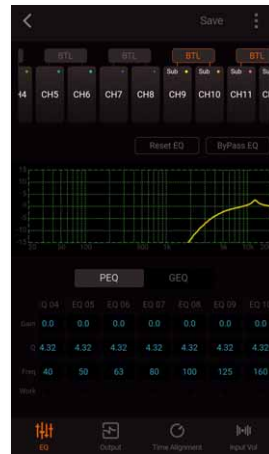 Save
BTL BTL BTL BTL
Sub Sub Sub
CH5 CH6 CH7 CH8 CH9 CH10 CH11
Reset EQ ByPass EQ
PEQ GEQ
EQ 04 EQ 05 EQ 06 EQ 07 EQ 08 EQ 09
Gain 0.0 0.0 0.0 0.0 0.0 0.0 0.0
Q 4.32 4.32 4.32 4.32 4.32 4.32 4.32
Freq 40 50 63 80 100 125 160
EQ Output Time Alignment Input Vol